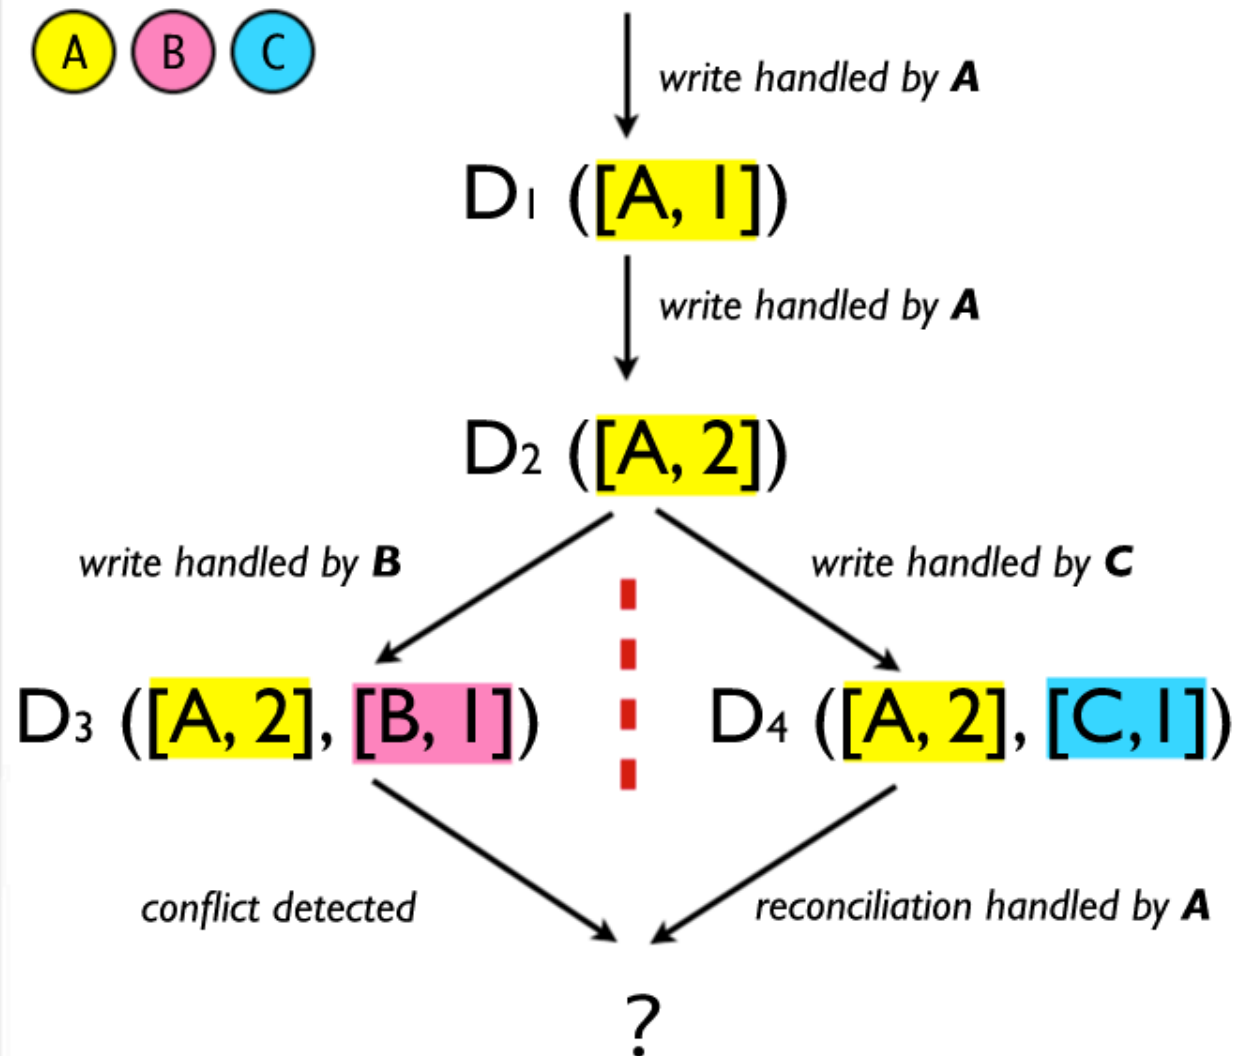 A B C
write handled by A
D1 ([A, 1])
write handled by A
D2 ([A, 2])
write handled by B
write handled by C
D3 ([A, 2], [B, 1])
D4 ([A, 2], [C,1])
conflict detected
reconciliation handled by A
?